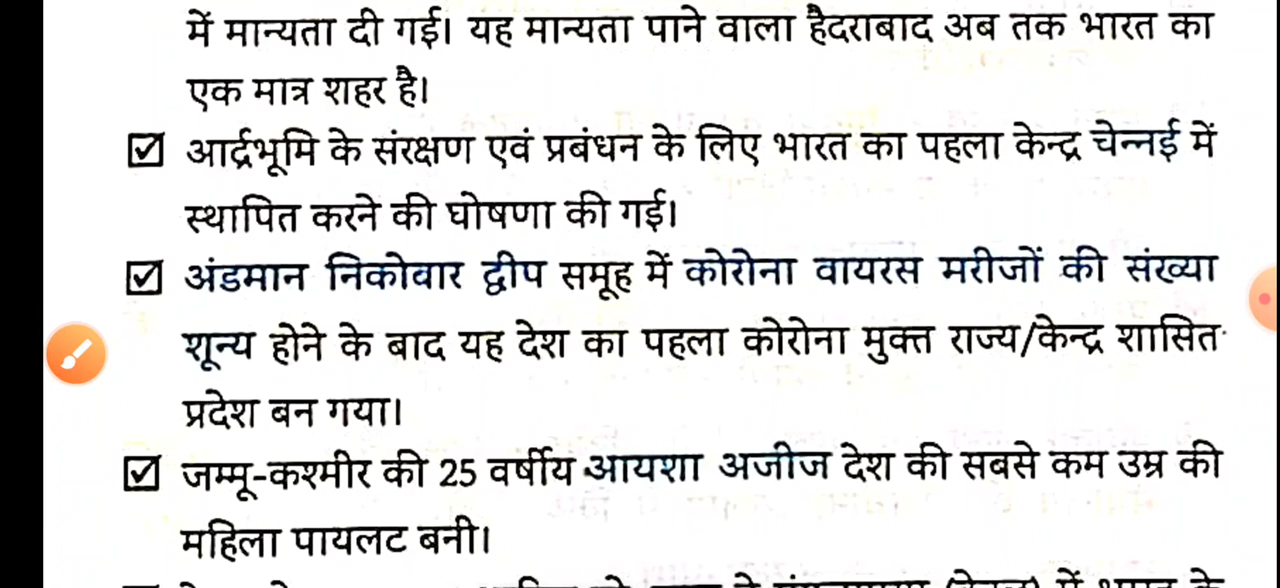 में मान्यता दी गई। यह मान्यता पाने वाला हैदराबाद अब तक भारत का
एक मात्र शहर है।
आर्द्रभूमि के संरक्षण एवं प्रबंधन के लिए भारत का पहला केन्द्र चेन्नई में
स्थापित करने की घोषणा की गई।
अंडमान निकोवार द्वीप समूह में कोरोना वायरस मरीजों की संख्या
शून्य होने के बाद यह देश का पहला कोरोना मुक्त राज्य/केन्द्र शासित
प्रदेश बन गया।
जम्मू-कश्मीर की 25 वर्षीय आयशा अजीज देश की सबसे कम उम्र की
महिला पायलट बनी।